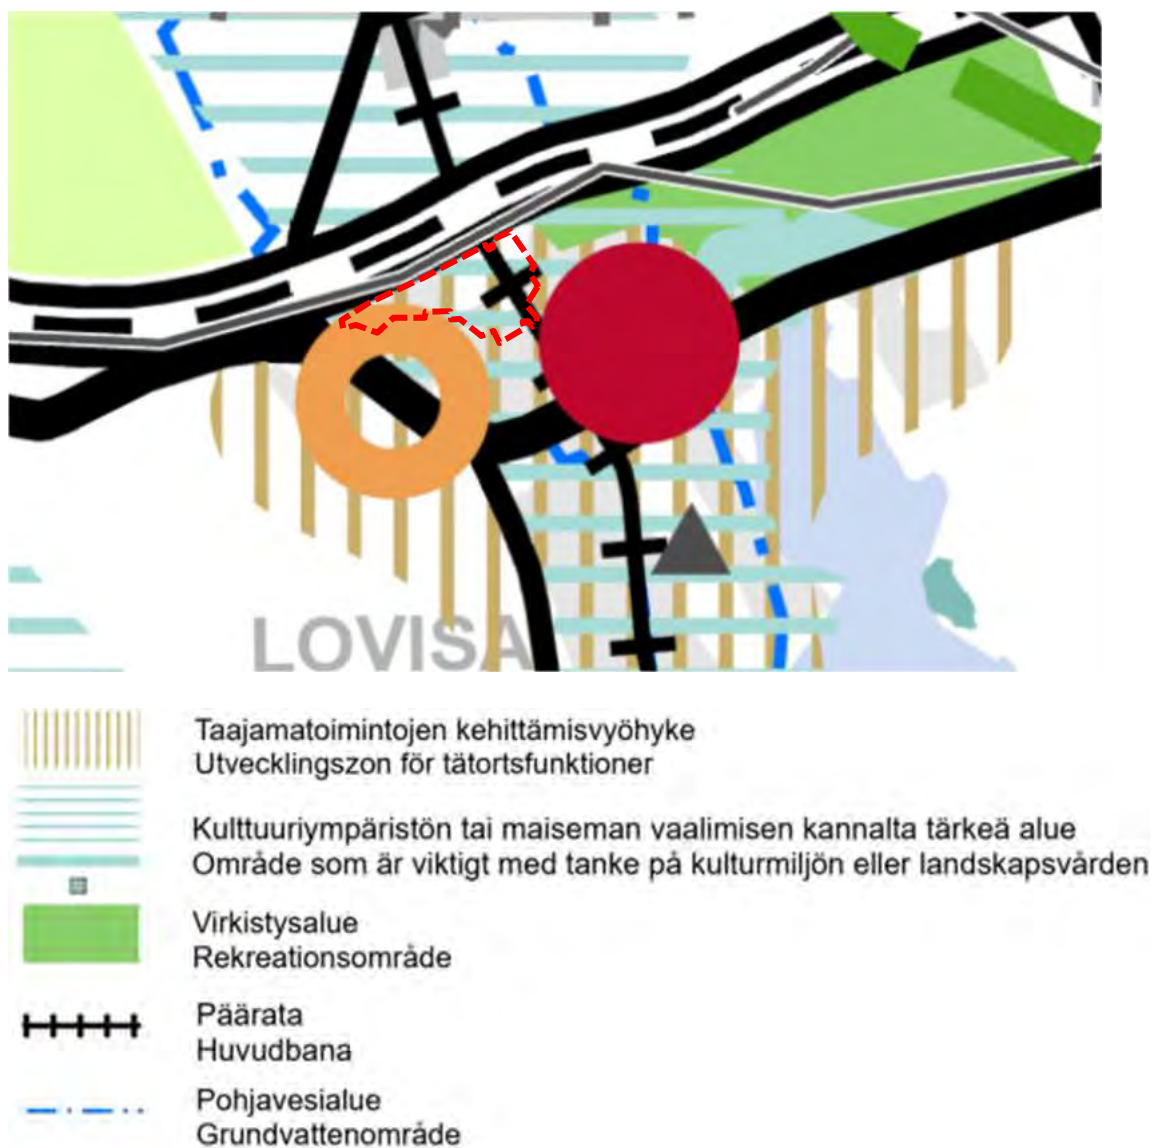 LOVISA
Taajamatoimintojen kehittämisvyöhyke
Utvecklingszon för tätortsfunktioner
Kulttuuriympäristön tai maiseman vaalimisen kannalta tärkeä alue
Område som är viktigt med tanke på kulturmiljön eller landskapsvården
Virkistysalue
Rekreationsområde
Päärata
Huvudbana
Pohjavesialue
Grundvattenområde